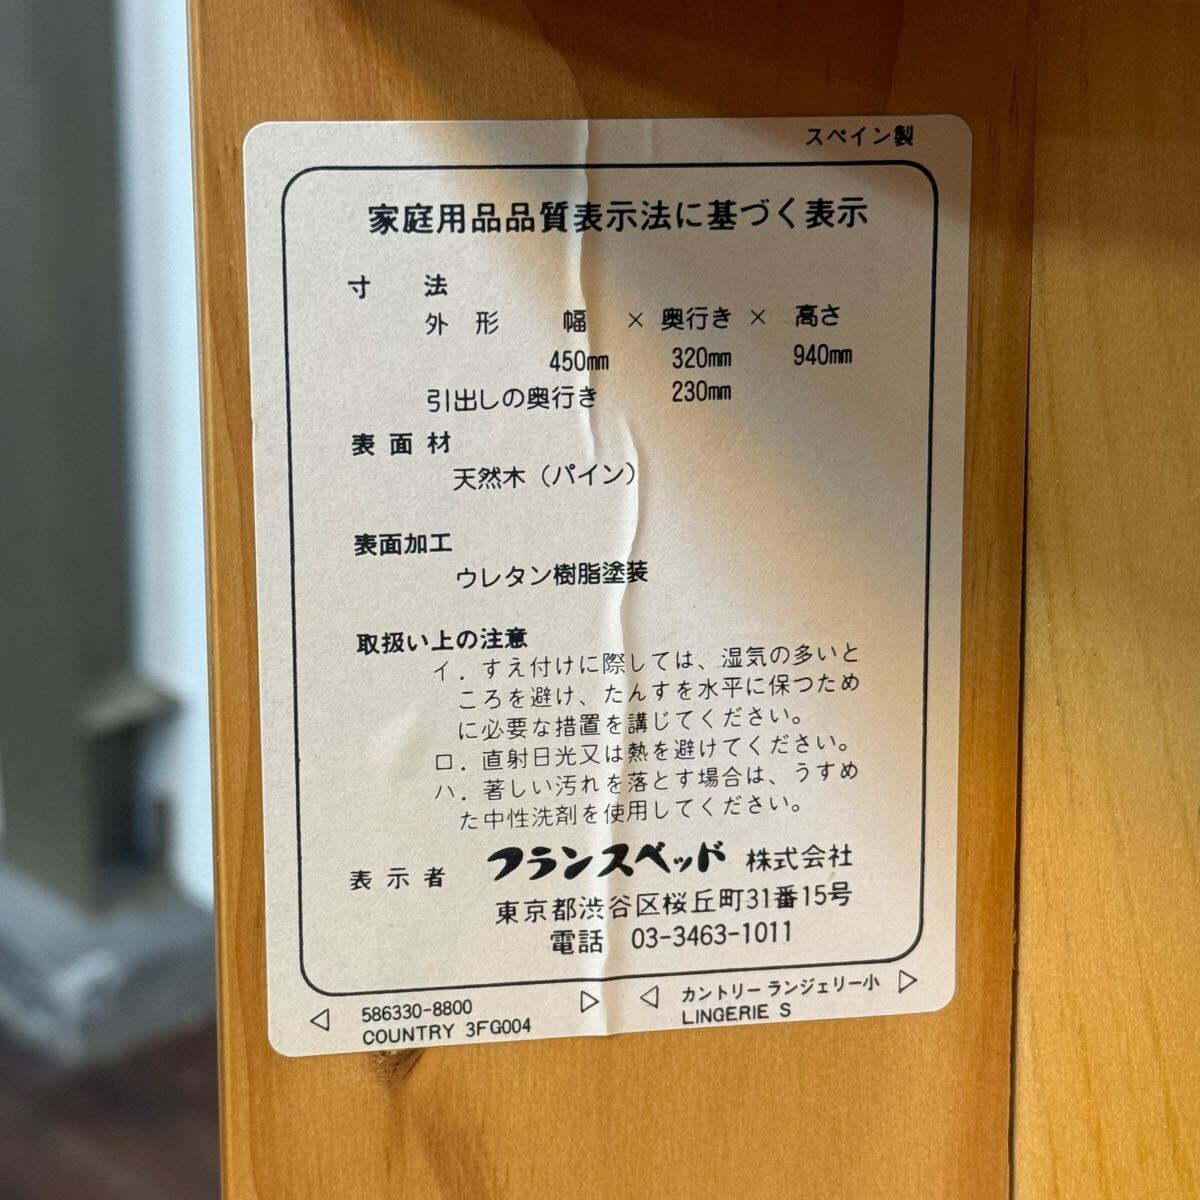 スペイン製
家庭用品品質表示法に基づく表示
寸 法
外 形 幅 × 奥行き × 高さ
450mm 320mm 940mm
引出しの奥行き 230mm
表 面 材
天然木(パイン)
表面加工
ウレタン樹脂塗装
取扱い上の注意
イ. すえ付けに際しては、湿気の多いと
ころを避け、たんすを水平に保つため
に必要な措置を講じてください。
ロ. 直射日光又は熱を避けてください。
ハ. 著しい汚れを落とす場合は、うすめ
た中性洗剤を使用してください。
表 示 者 フランスベッド 株式会社
東京都渋谷区桜丘町31番15号
電話 03-3463-1011
◁ 586330-8800 ▷ ◁ カントリー ランジェリー小 ▷
COUNTRY 3FG004 LINGERIE S